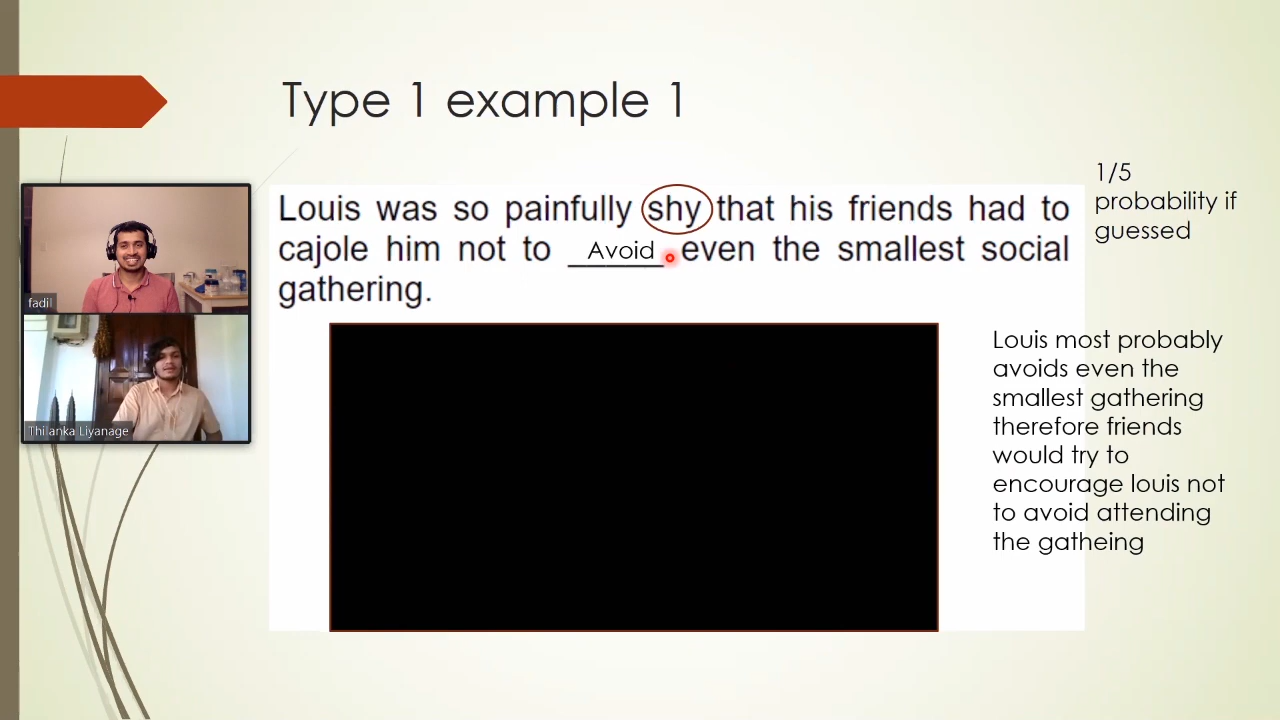 Type 1 example 1
Louis was so painfully shy that his friends had to
cajole him not to ______ even the smallest social
Avoid
gathering.
1/5
probability if
guessed
Louis most probably
avoids even the
smallest gathering
therefore friends
would try to
encourage louis not
to avoid attending
the gatheing
fadil
Thilanka Liyanage